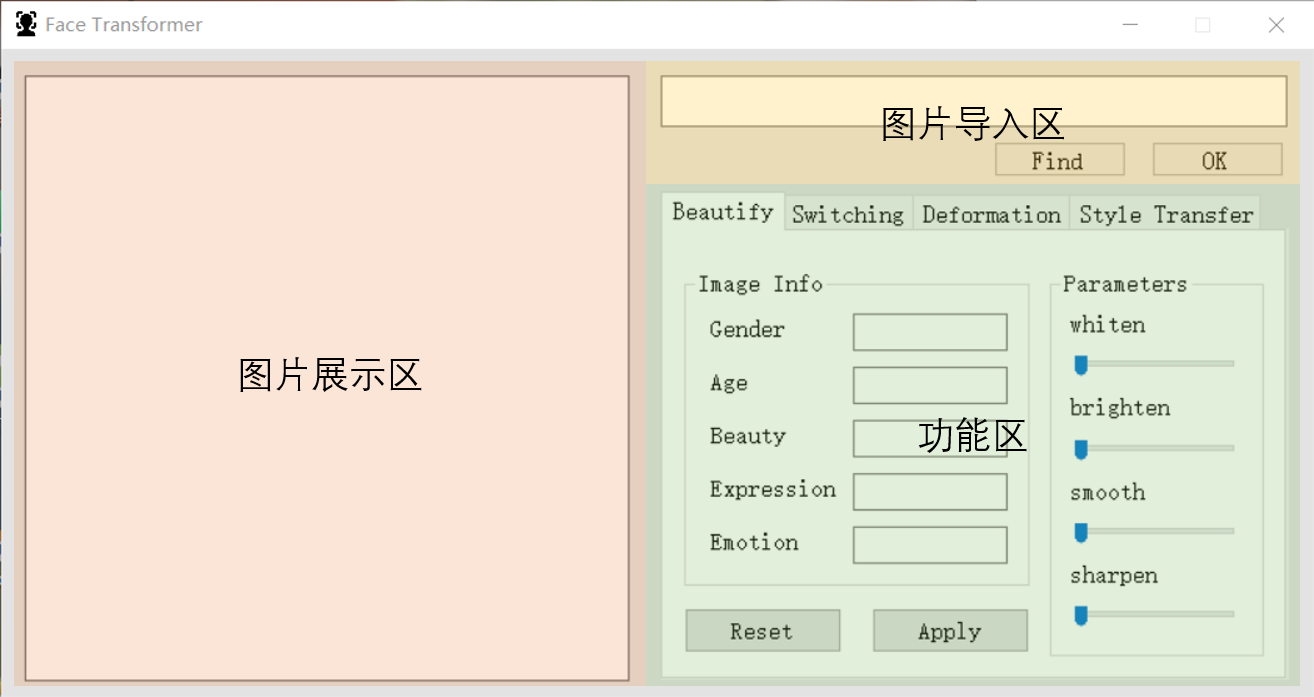 Face Transformer
图片展示区
图片导入区
Find
OK
Beautify
Switching
Deformation
Style Transfer
Image Info
Gender
Age
Beauty
Expression
Emotion
功能区
Reset
Apply
Parameters
whiten
brighten
smooth
sharpen